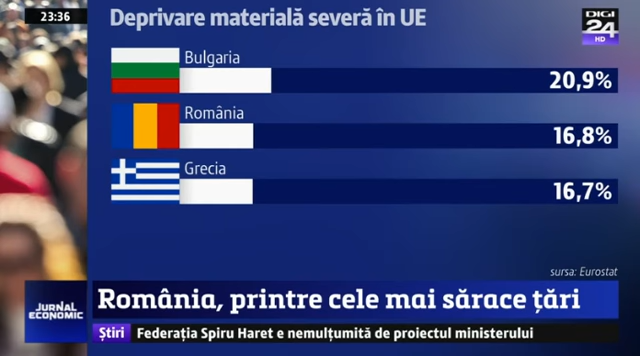 23:36
Deprivare materială severă în UE
DIGI
24
HD
Bulgaria
20,9%
România
16,8%
Grecia
16,7%
sursa: Eurostat
JURNAL
ECONOMIC
România, printre cele mai sărace țări
Știri Federația Spiru Haret e nemulțumită de proiectul ministerului